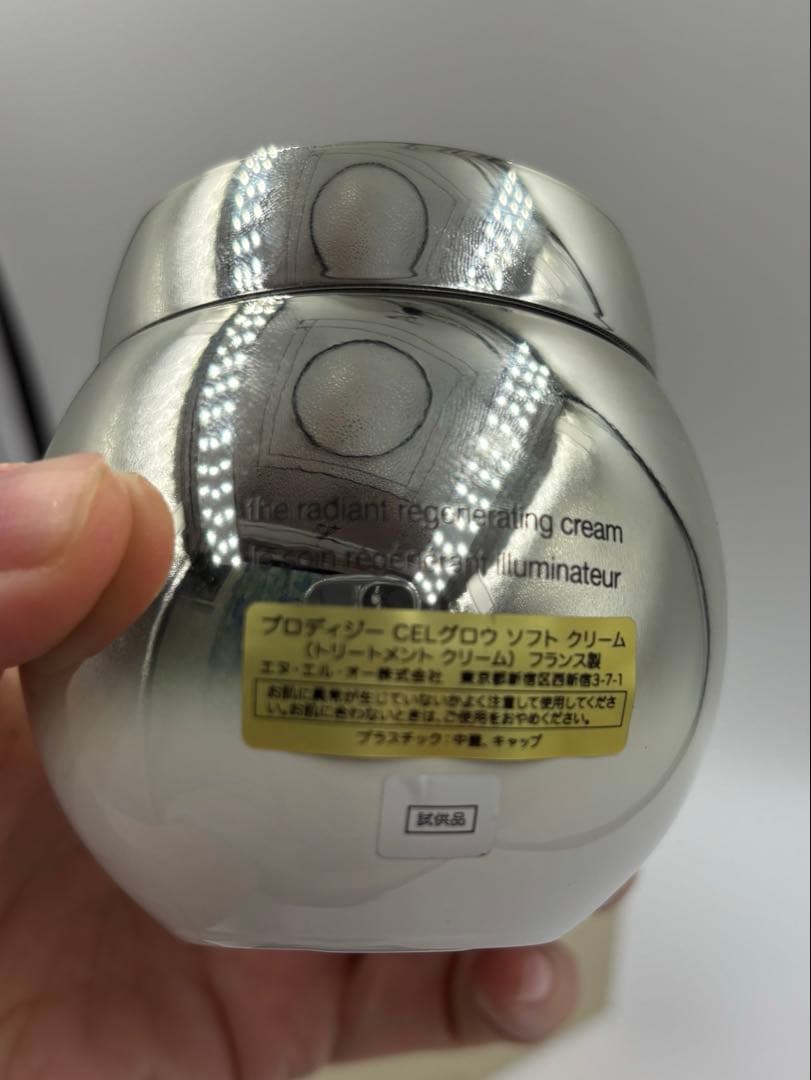 the radiant regenerating cream
le soin régénérant illuminateur
プロディジー CELグロウ ソフト クリーム
(トリートメント クリーム) フランス製
エヌ・エル・オー株式会社 東京都新宿区西新宿3-7-1
お肌に異常が生じていないかよく注意して使用してくださ
い。お肌に合わないときは、ご使用をおやめください。
プラスチック：中蓋、キャップ
試供品